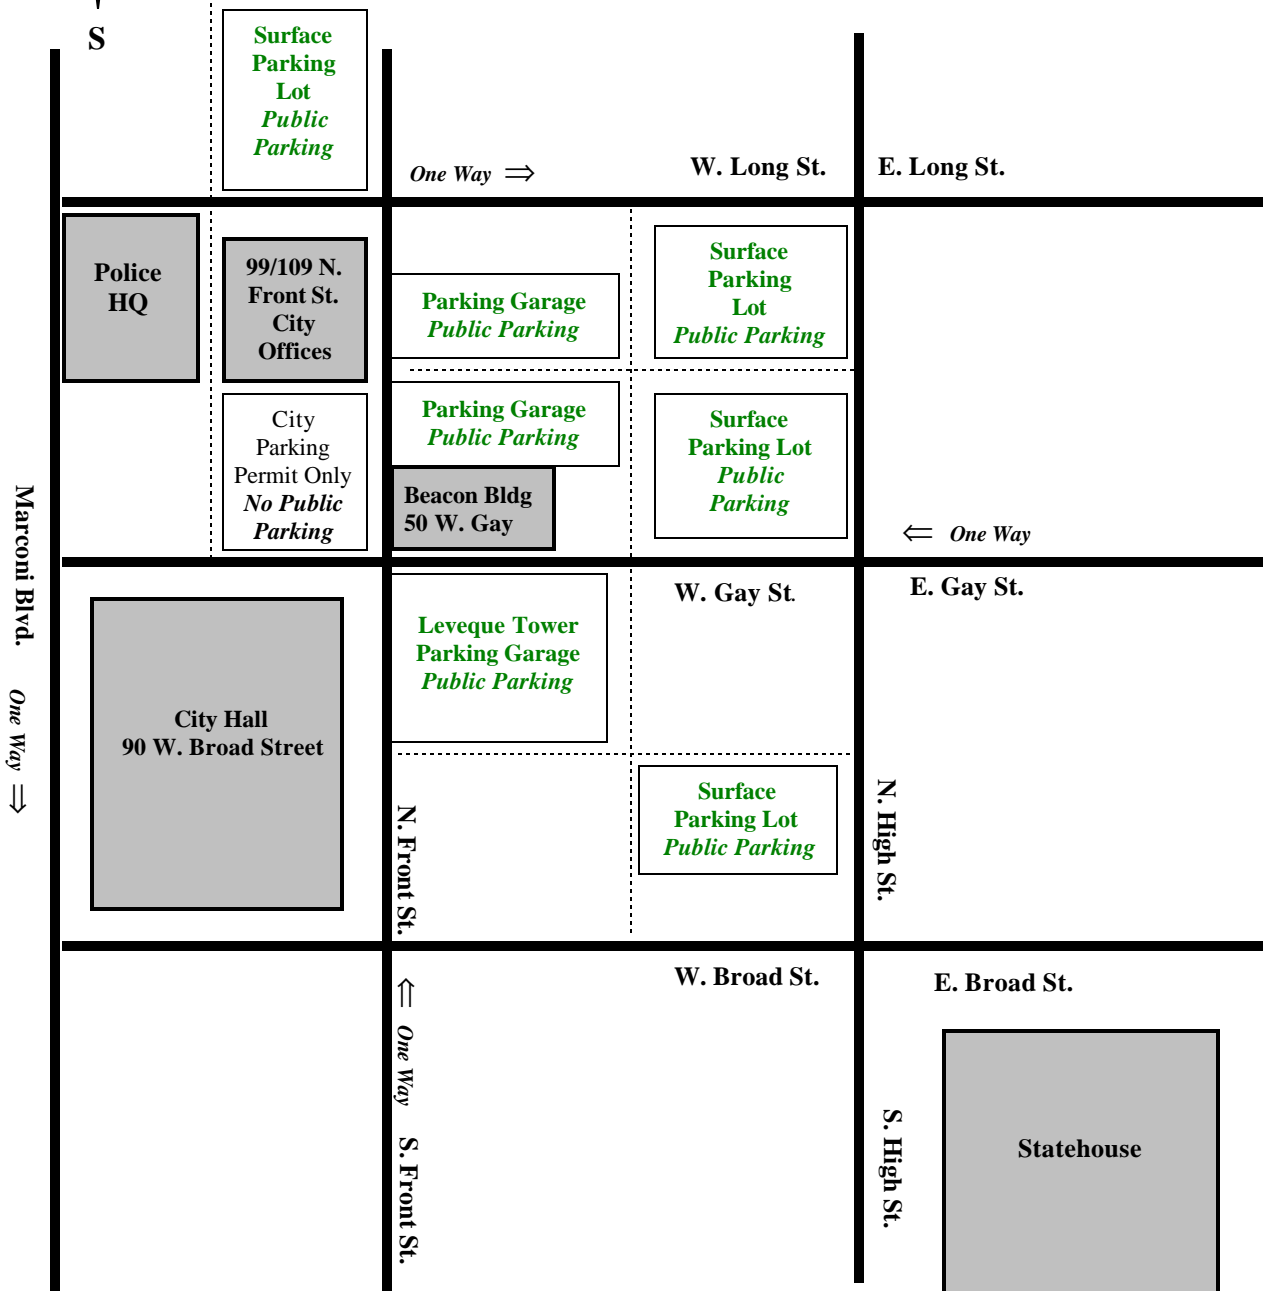 S
Surface
Parking
Lot
Public
Parking
One Way ⇒
W. Long St.
E. Long St.
Police
HQ
99/109 N.
Front St.
City
Offices
Parking Garage
Public Parking
Surface
Parking
Lot
Public Parking
City
Parking
Permit Only
No Public
Parking
Parking Garage
Public Parking
Beacon Bldg
50 W. Gay
Surface
Parking Lot
Public
Parking
⇐ One Way
Marconi Blvd.
One Way ⇒
W. Gay St.
E. Gay St.
Leveque Tower
Parking Garage
Public Parking
City Hall
90 W. Broad Street
Surface
Parking Lot
Public Parking
N. Front St.
N. High St.
W. Broad St.
E. Broad St.
⇐ One Way
S. Front St.
S. High St.
Statehouse